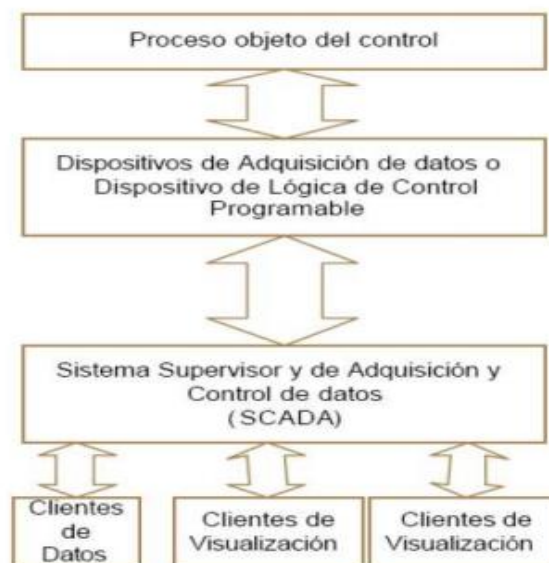 Proceso objeto del control
Dispositivos de Adquisición de datos o
Dispositivo de Lógica de Control
Programable
Sistema Supervisor y de Adquisición y
Control de datos
(SCADA)
Clientes
de
Datos
Clientes de
Visualización
Clientes de
Visualización